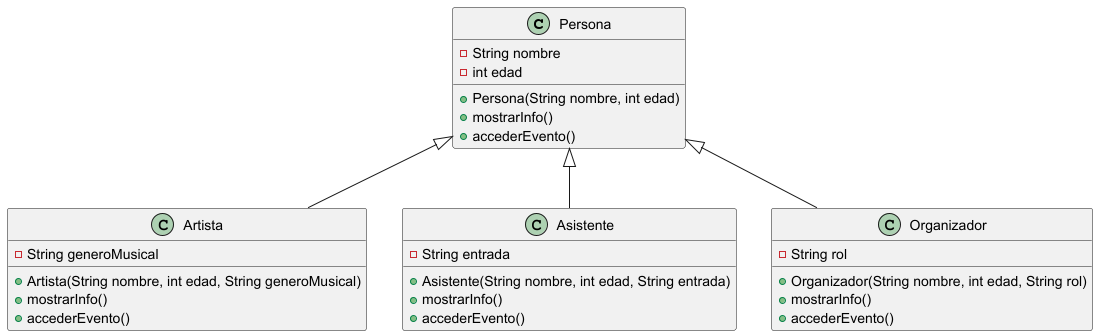 C Persona
String nombre
int edad
Persona(String nombre, int edad)
mostrarInfo()
accederEvento()
C Artista
String generoMusical
Artista(String nombre, int edad, String generoMusical)
mostrarInfo()
accederEvento()
C Asistente
String entrada
Asistente(String nombre, int edad, String entrada)
mostrarInfo()
accederEvento()
C Organizador
String rol
Organizador(String nombre, int edad, String rol)
mostrarInfo()
accederEvento()